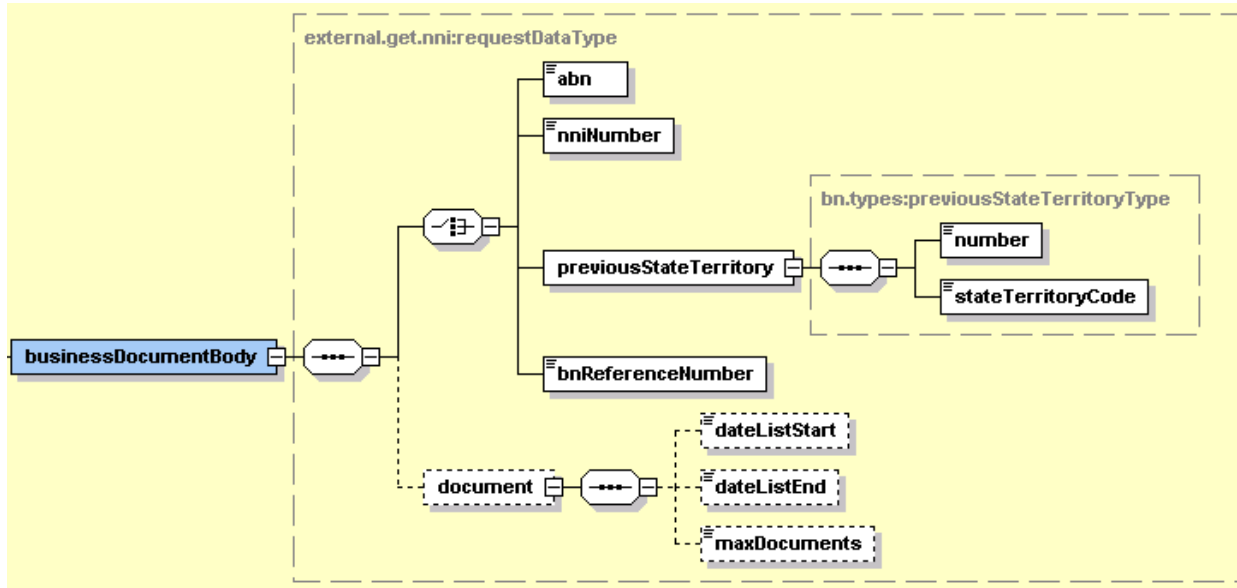 external.get.nni:requestDataType
abn
nniNumber
bn.types:previousStateTerritoryType
number
previousStateTerritory
stateTerritoryCode
businessDocumentBody
bnReferenceNumber
dateListStart
document
dateListEnd
maxDocuments